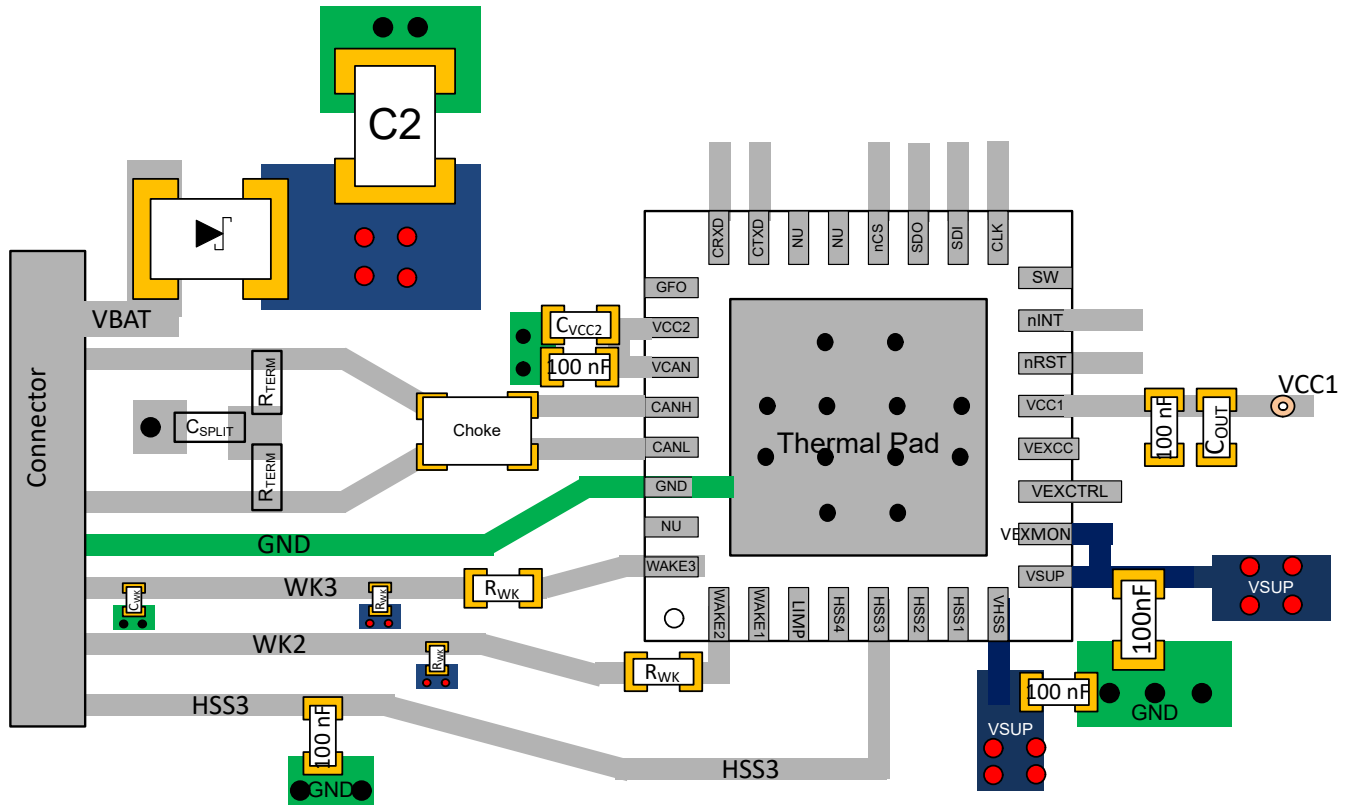 C2
CRXD
CTXD
NU
NU
nCS
SDO
SDI
CLK
GFO
VCC2
VCAN
CANH
CANL
GND
NU
WAKE3
SW
nINT
nRST
VCC1
VEXCC
VEXCTRL
VEXMON
VSUP
WAKE2
WAKE1
LIMP
HSS4
HSS3
HSS2
HSS1
VHSS
Thermal Pad
Connector
VBAT
CVCC2
100 nF
RTERM
CSPLIT
RTERM
Choke
VCC1
100 nF
COUT
GND
WK3
CWK
RWK
RWK
WK2
RWK
RWK
HSS3
100 nF
GND
HSS3
VSUP
100nF
100 nF
GND
VSUP